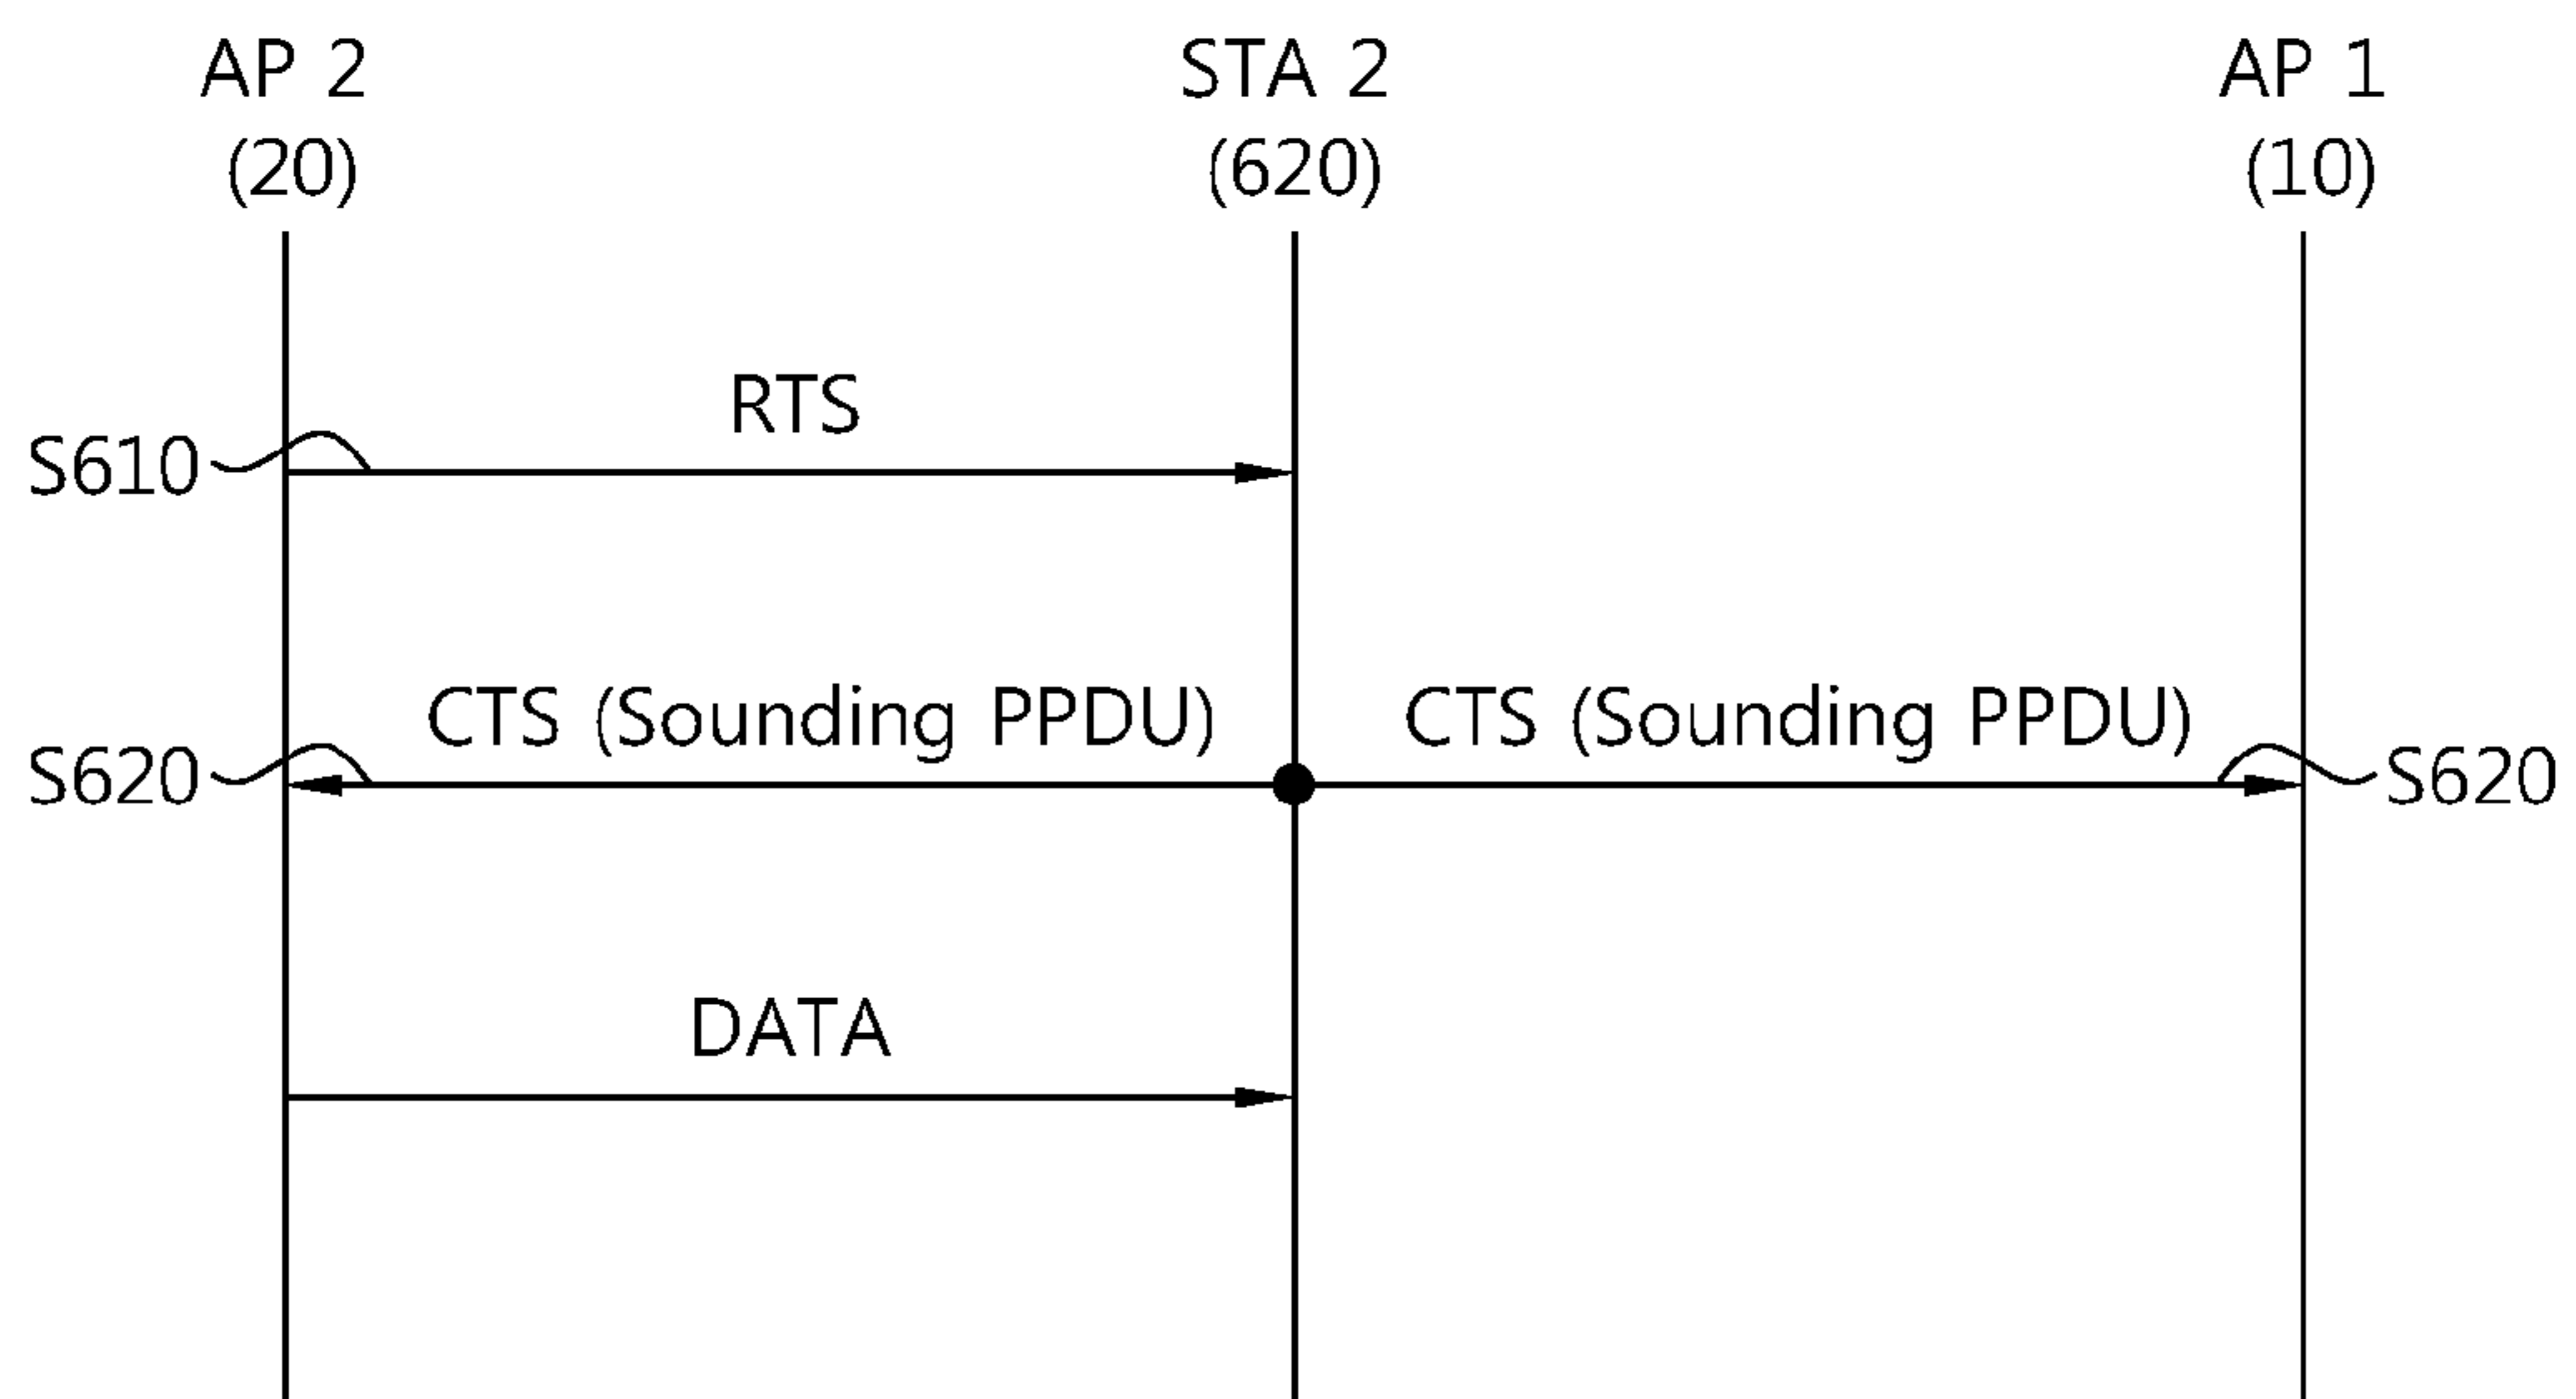 AP 2
(20)
STA 2
(620)
AP 1
(10)
RTS
S610
CTS (Sounding PPDU)
CTS (Sounding PPDU)
S620
S620
DATA